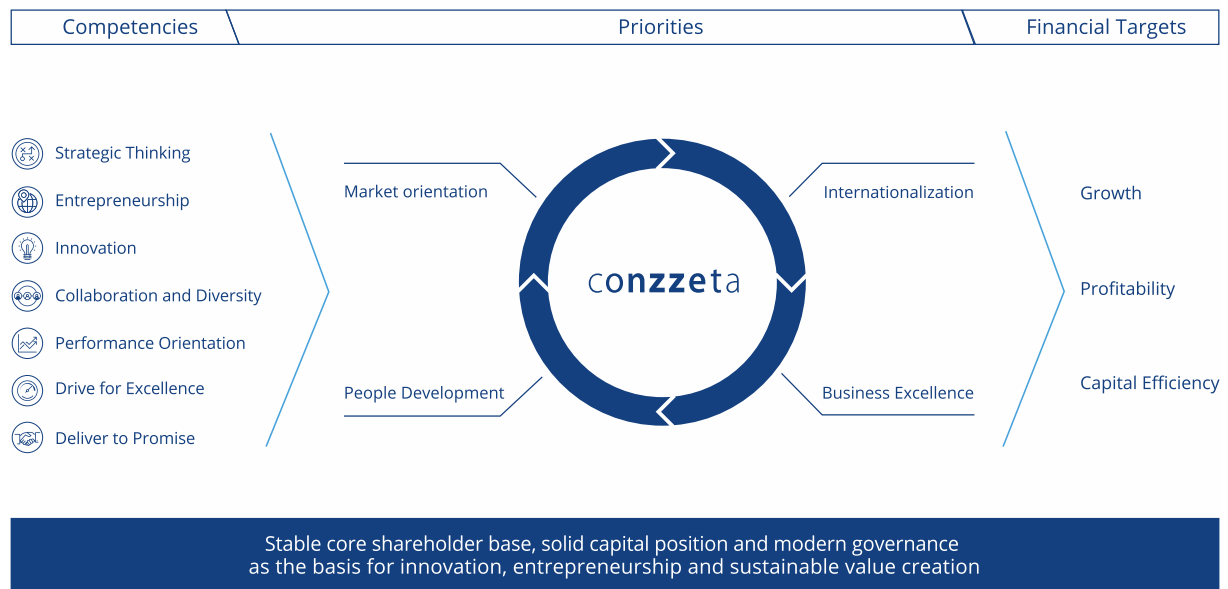 Competencies
Priorities
Financial Targets
Strategic Thinking
Entrepreneurship
Innovation
Collaboration and Diversity
Performance Orientation
Drive for Excellence
Deliver to Promise
Market orientation
Internationalization
conzzeta
People Development
Business Excellence
Growth
Profitability
Capital Efficiency
Stable core shareholder base, solid capital position and modern governance
as the basis for innovation, entrepreneurship and sustainable value creation